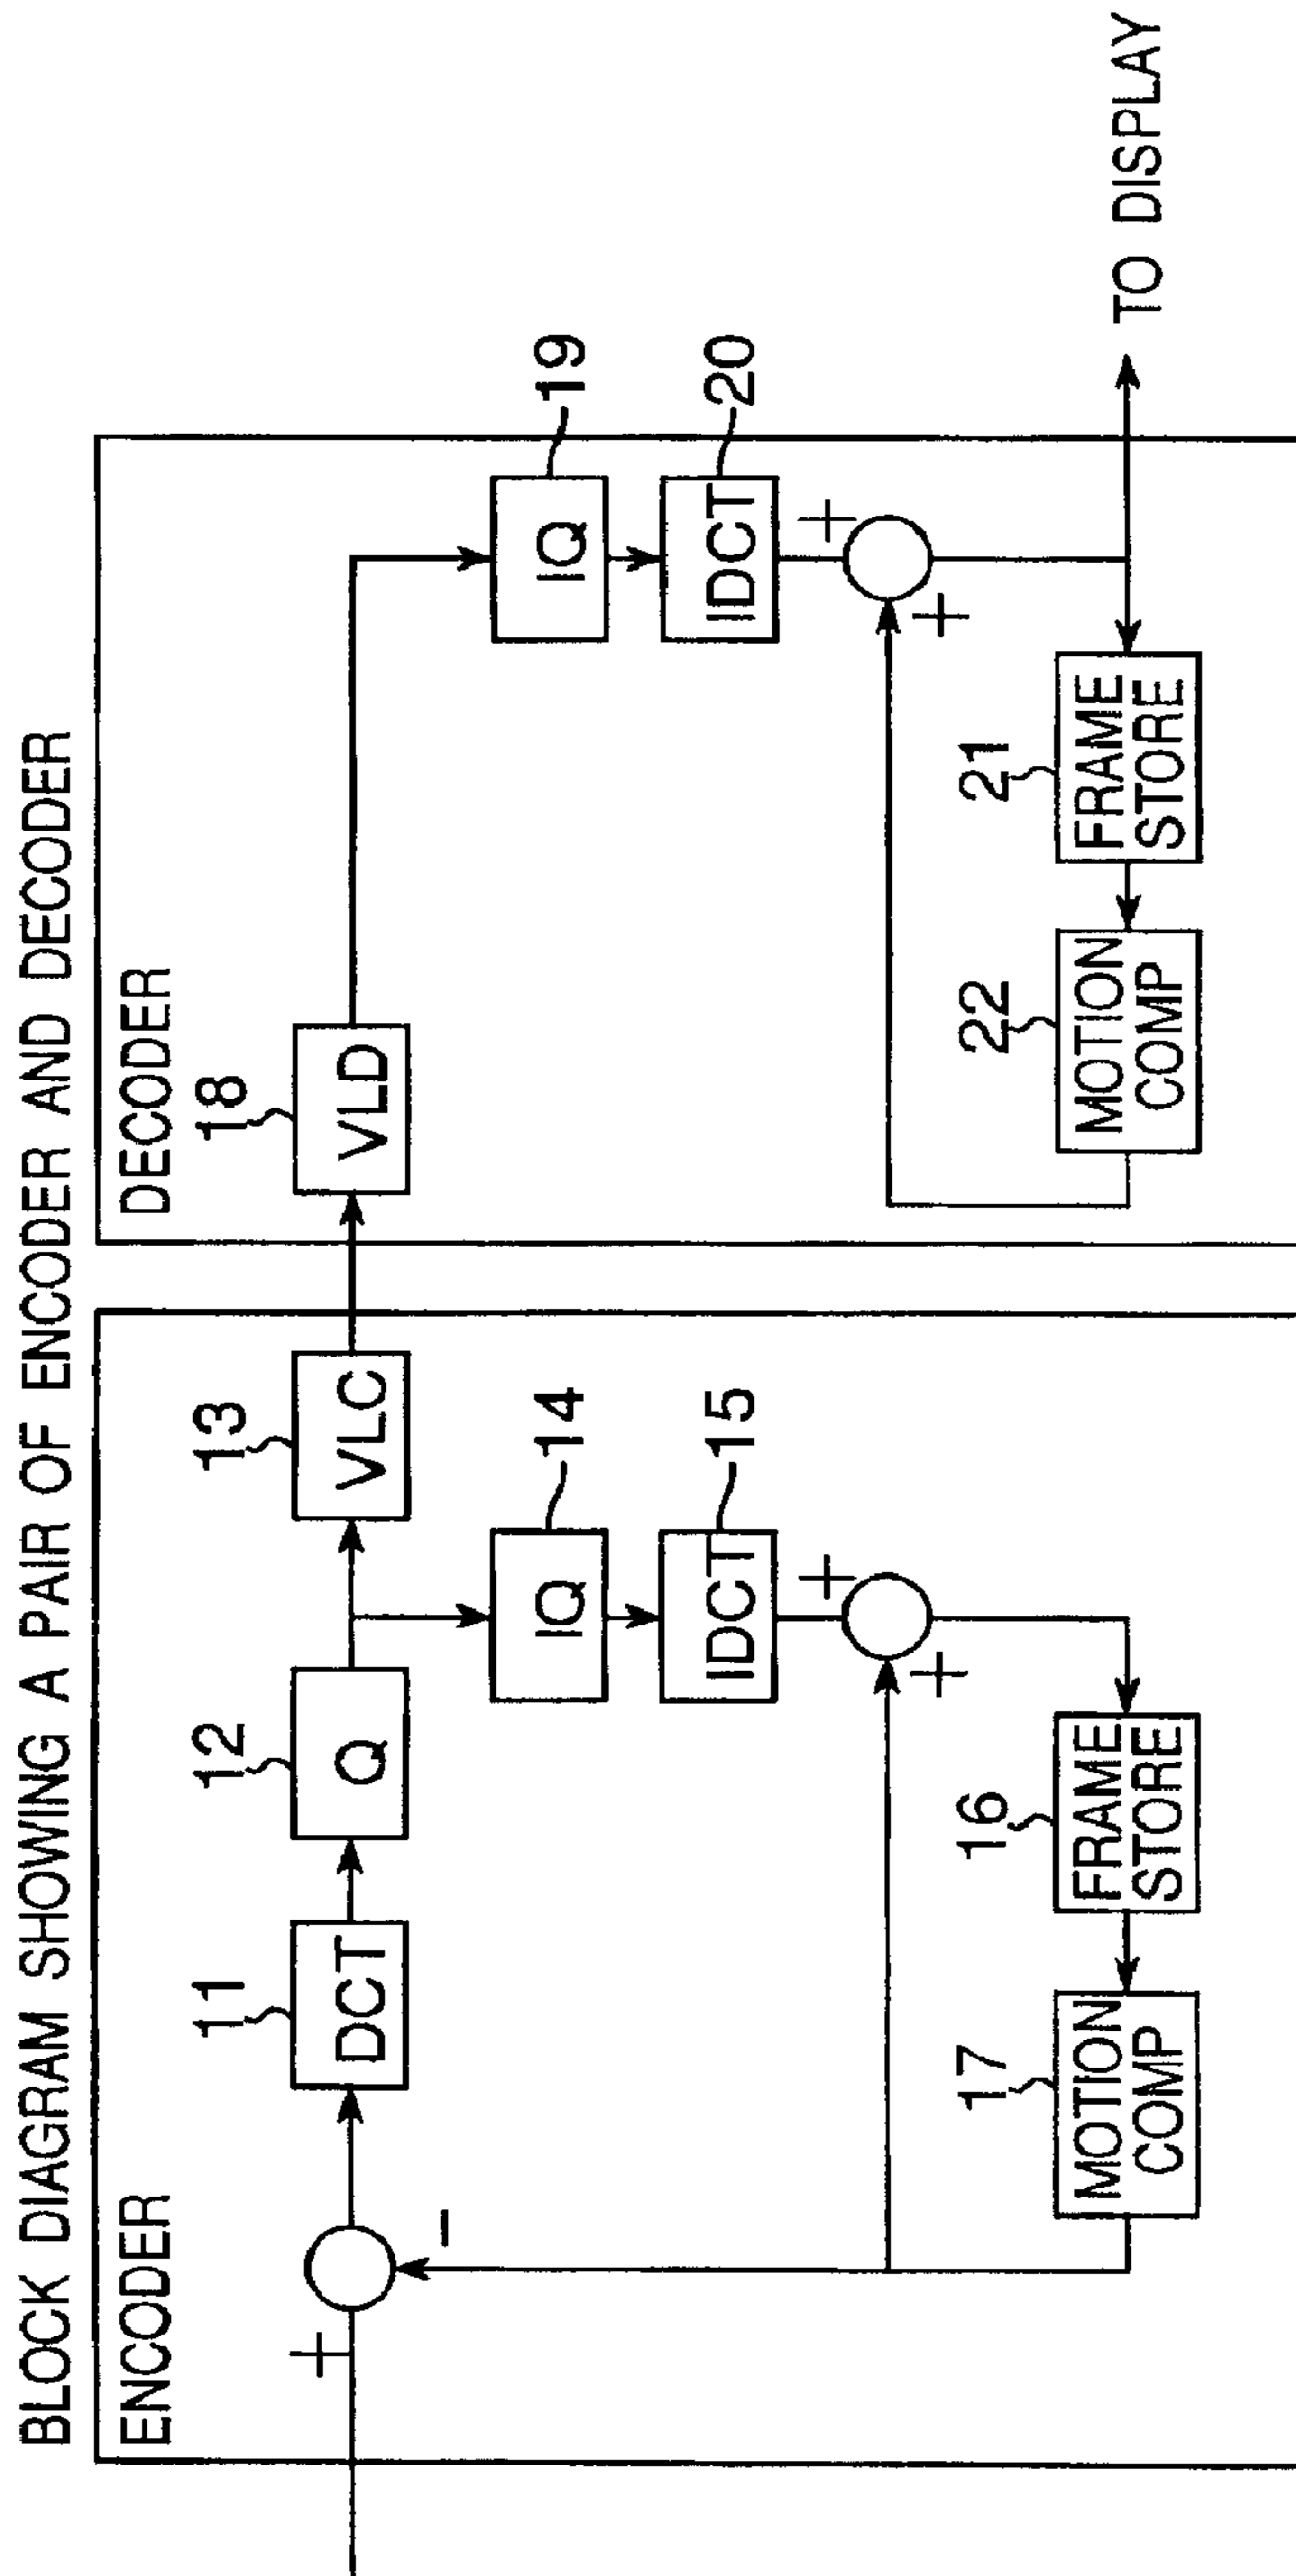 BLOCK DIAGRAM SHOWING A PAIR OF ENCODER AND DECODER
ENCODER
+
-
11
DCT
12
Q
13
VLC
14
IQ
15
IDCT
+
+
16
FRAME
STORE
17
MOTION
COMP
DECODER
18
VLD
19
IQ
20
IDCT
+
+
21
FRAME
STORE
22
MOTION
COMP
TO DISPLAY